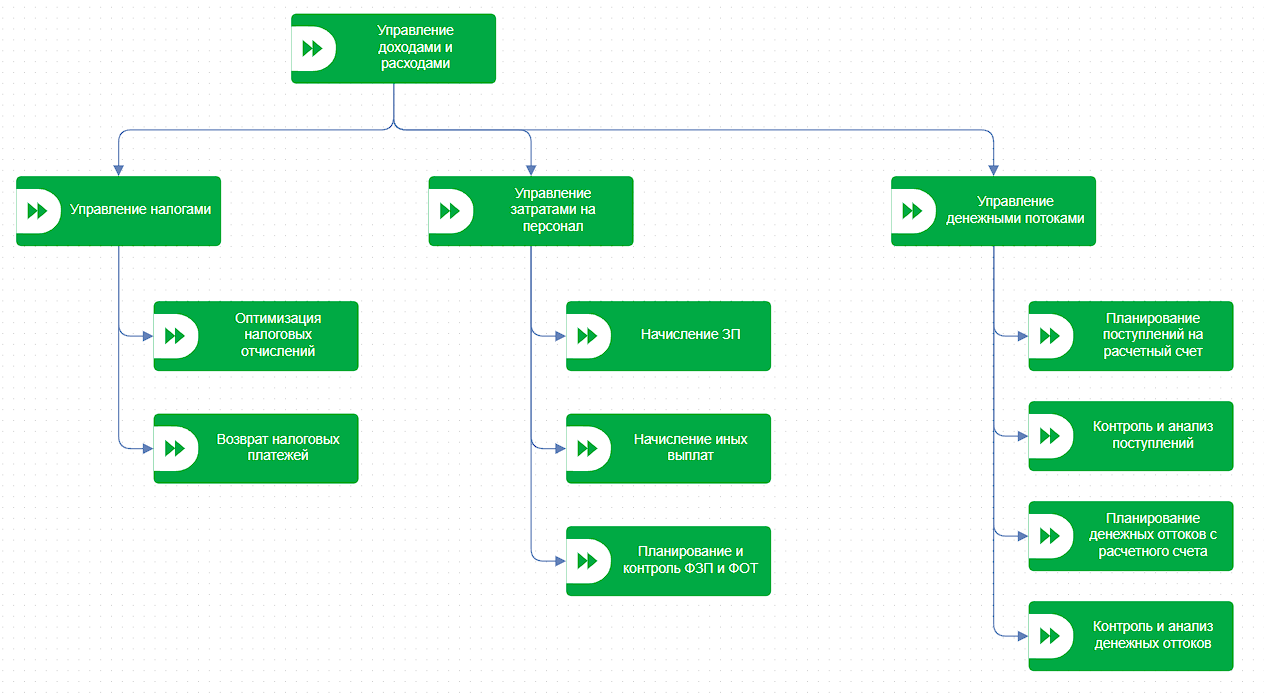 Управление
доходами и
расходами
Управление налогами
Управление
затратами на
персонал
Управление
денежными потоками
Оптимизация
налоговых
отчислений
Возврат налоговых
платежей
Начисление ЗП
Начисление иных
выплат
Планирование и
контроль ФЗП и ФОТ
Планирование
поступлений на
расчетный счет
Контроль и анализ
поступлений
Планирование
денежных оттоков с
расчетного счета
Контроль и анализ
денежных оттоков